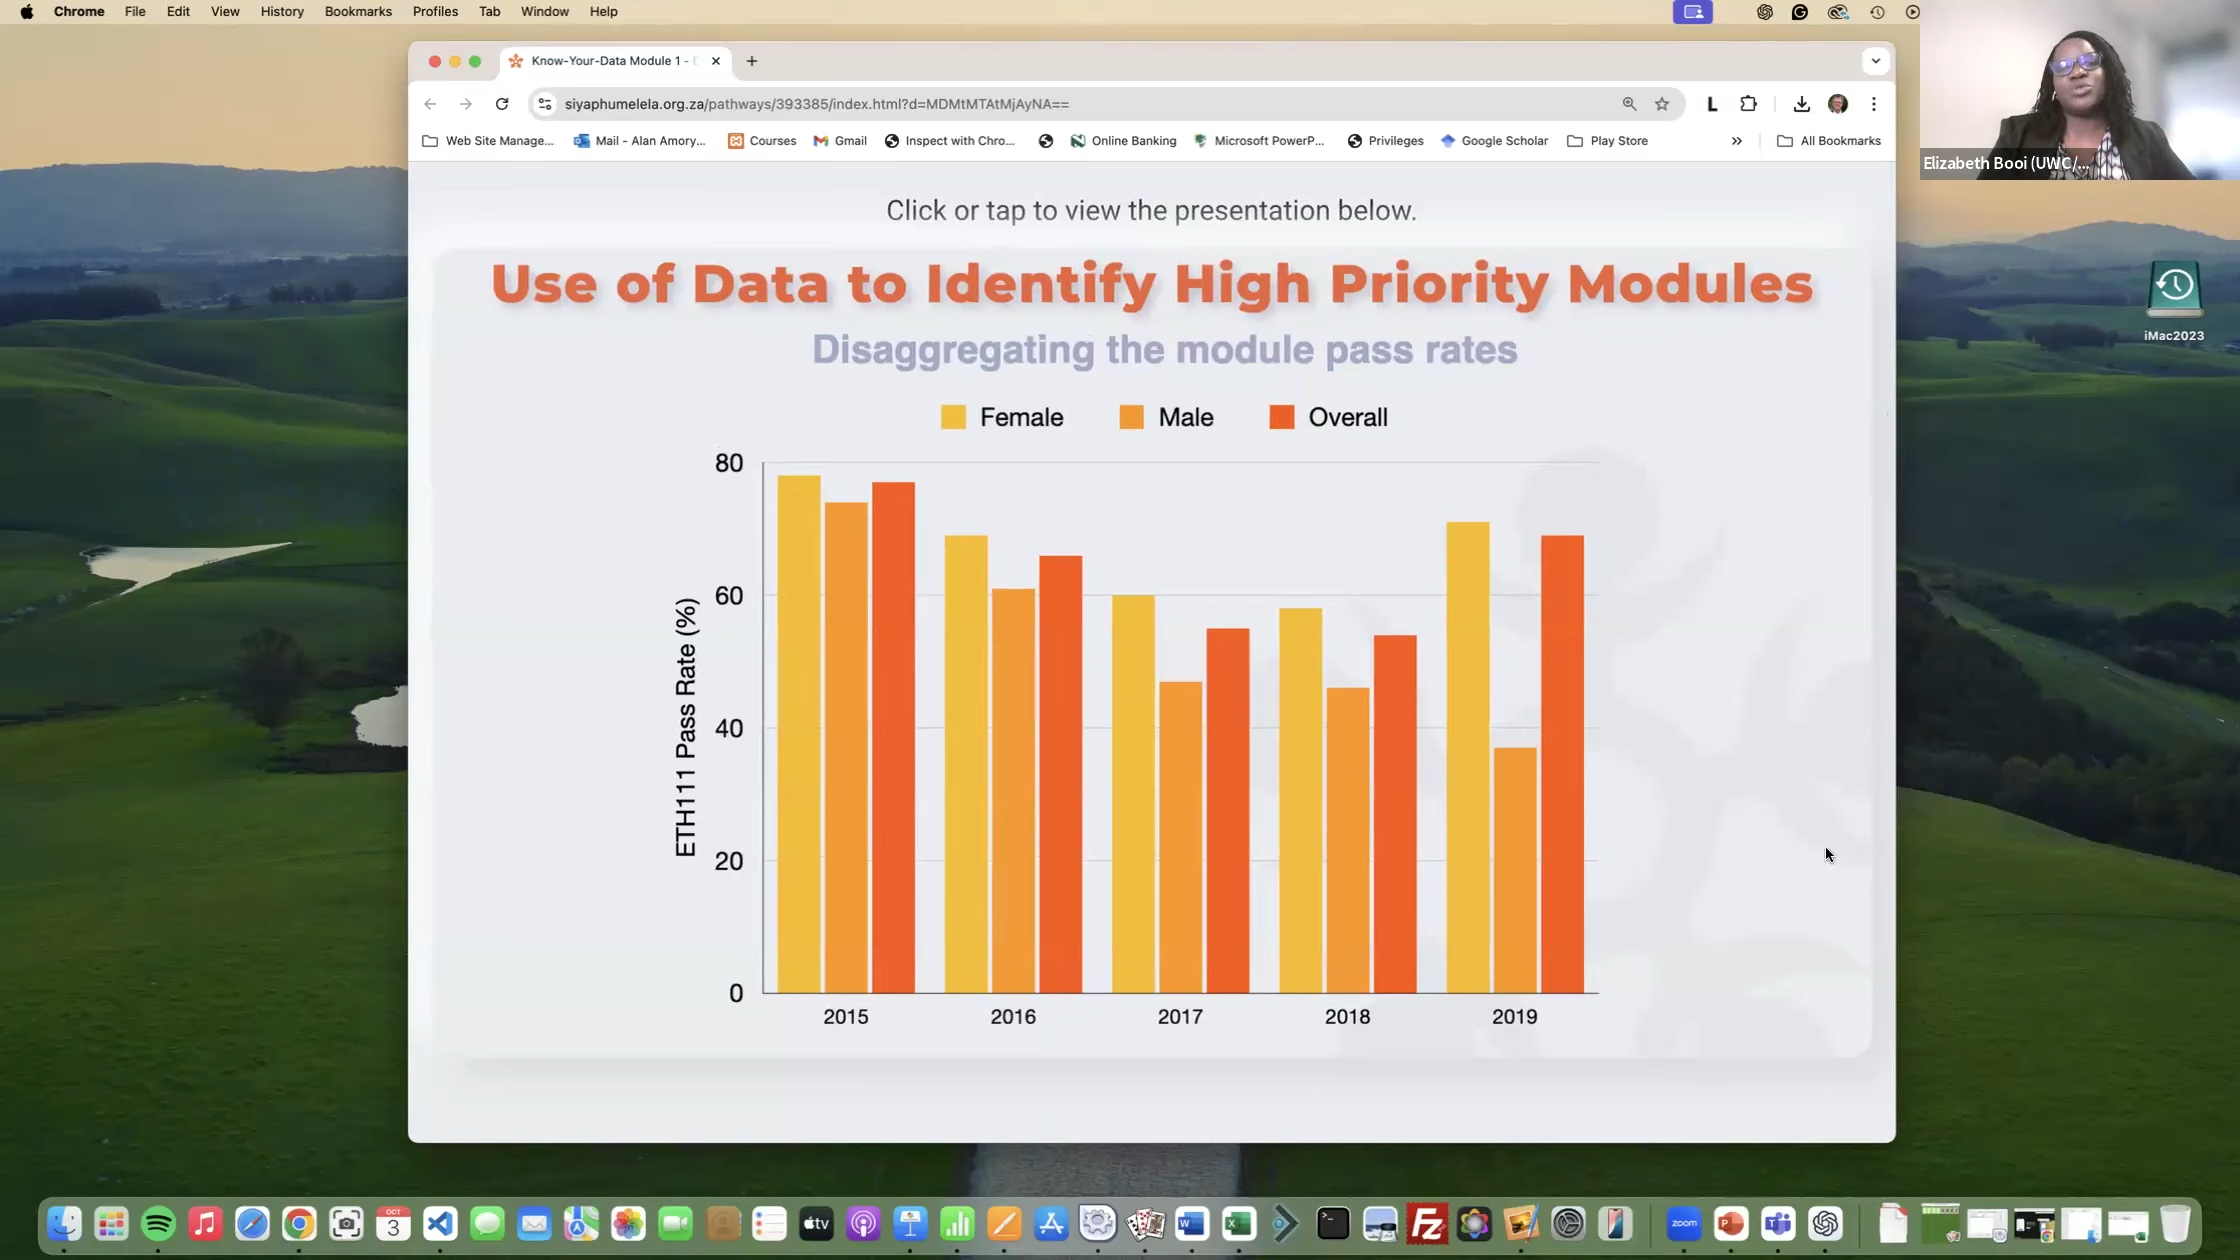 Chrome File Edit View History Bookmarks Profiles Tab Window Help
Know-Your-Data Module 1 -
siyaphumelela.org.za/pathways/393385/index.html?d=MDMtMTAtMjAyNA==
Web Site Manage... Mail - Alan Amory... Courses Gmail Inspect with Chro... Online Banking Microsoft PowerP... Privileges Google Scholar Play Store » All Bookmarks
Elizabeth Booi (UWC/...
Click or tap to view the presentation below.
Use of Data to Identify High Priority Modules
Disaggregating the module pass rates
Female Male Overall
80
60
40
20
0
ETH111 Pass Rate (%)
2015 2016 2017 2018 2019
iMac2023
OCT
3
tv
zoom